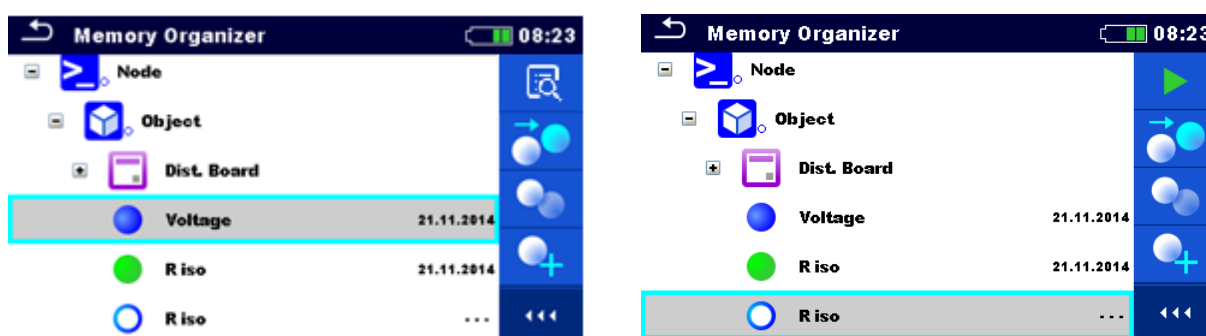 Memory Organizer 08:23
Node
Object
Dist. Board
Voltage 21.11.2014
R iso 21.11.2014
R iso ---
Memory Organizer 08:23
Node
Object
Dist. Board
Voltage 21.11.2014
R iso 21.11.2014
R iso ---